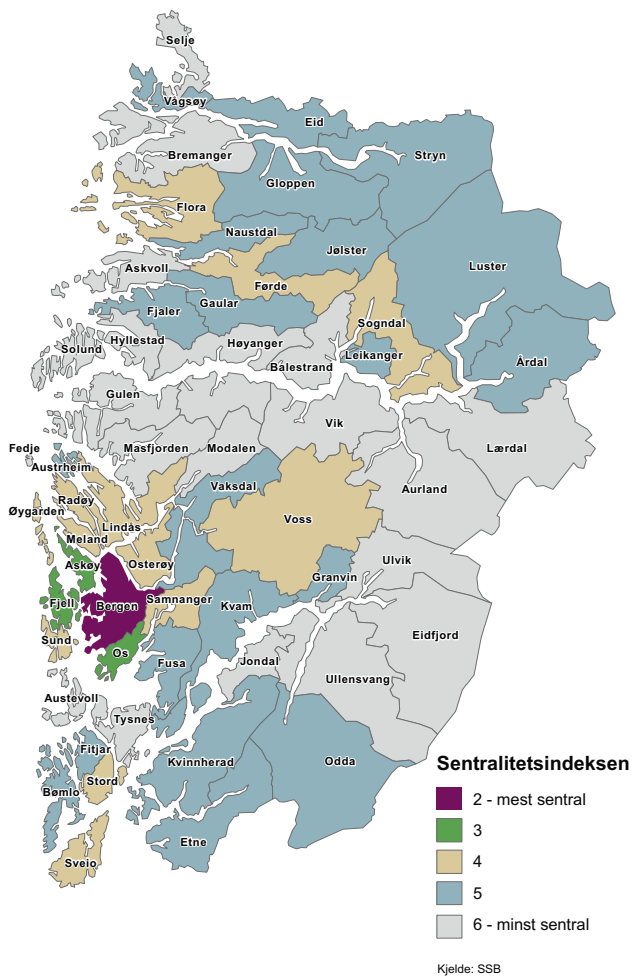 Selje
Vågsøy
Eid
Stryn
Bremanger
Gloppen
Flora
Naustdal
Jølster
Luster
Askvoll
Førde
Fjaler
Gaular
Sogndal
Hyllestad
Høyanger
Leikanger
Solund
Bålestrand
Årdal
Gulen
Vik
Lærdal
Fedje
Masfjorden
Modalen
Austrheim
Vaksdal
Aurland
Radøy
Øygarden
Lindås
Voss
Meland
Askøy
Osterøy
Ulvik
Granvin
Fjell
Bergen
Samnanger
Kvam
Sund
Os
Eidfjord
Fusa
Jondal
Ullensvang
Austevoll
Tysnes
Fitjar
Kvinnherad
Odda
Stord
Bømlo
Etne
Sveio
Sentralitetsindeksen
2 - mest sentral
3
4
5
6 - minst sentral
Kjelde: SSB